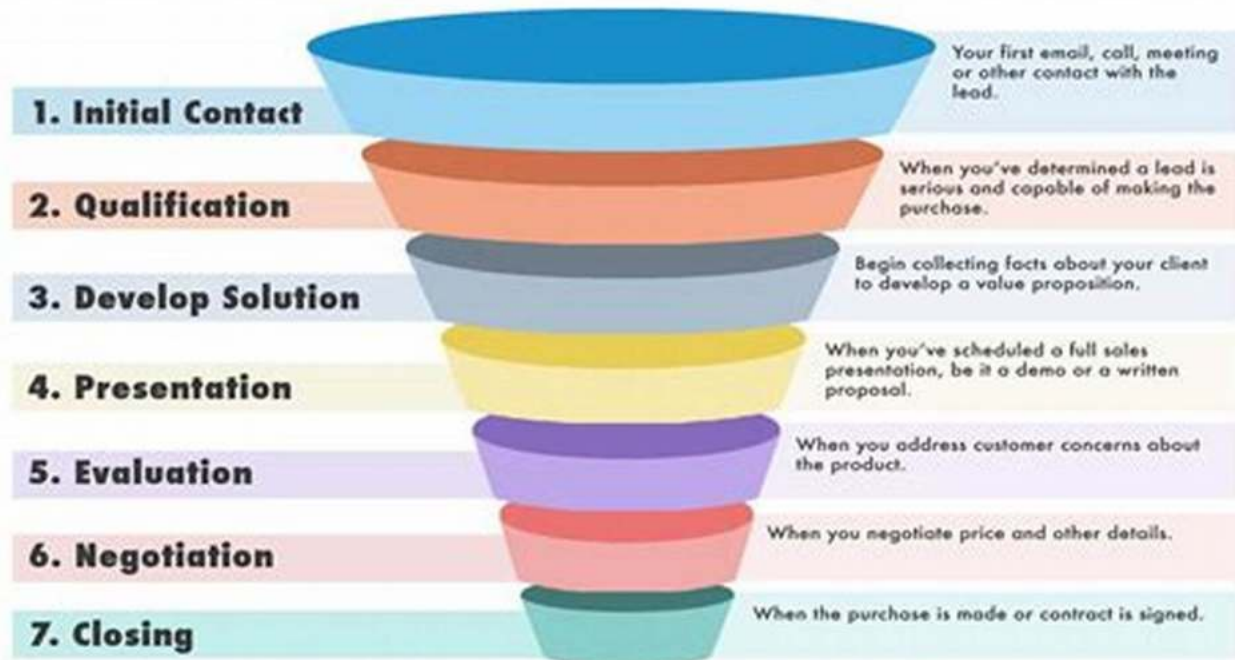 Your first email, call, meeting
or other contact with the
lead.
1. Initial Contact
When you've determined a lead is
serious and capable of making the
purchase.
2. Qualification
Begin collecting facts about your client
to develop a value proposition.
3. Develop Solution
When you've scheduled a full sales
presentation, be it a demo or a written
proposal.
4. Presentation
When you address customer concerns about
the product.
5. Evaluation
When you negotiate price and other details.
6. Negotiation
When the purchase is made or contract is signed.
7. Closing